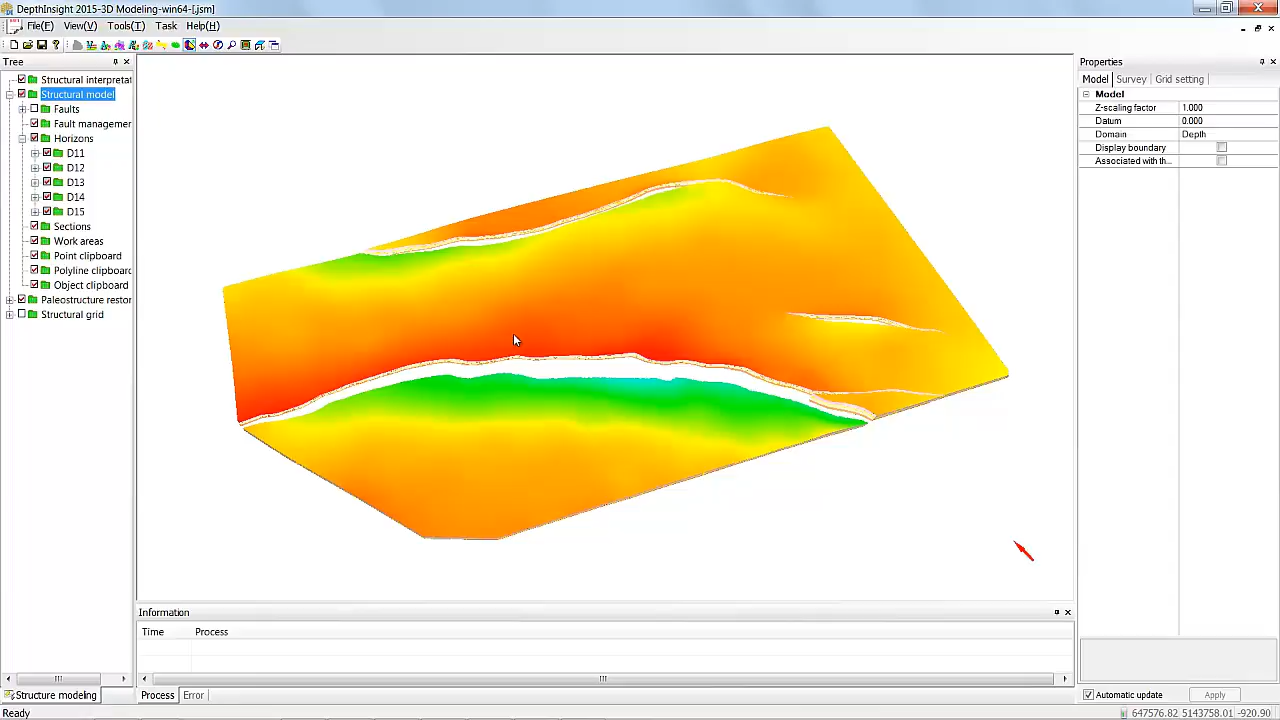 DepthInsight 2015-3D Modeling-win64-[.jsm]
File(F) View(V) Tools(T) Task Help(H)
Tree
Structural interpretat
Structural model
Faults
Fault managemer
Horizons
D11
D12
D13
D14
D15
Sections
Work areas
Point clipboard
Polyline clipboard
Object clipboard
Paleostructure restor
Structural grid
Structure modeling
Information
Time Process
Process Error
Properties
Model Survey Grid setting
Model
Z-scaling factor 1.000
Datum 0.000
Domain Depth
Display boundary
Associated with th...
Automatic update Apply
Ready 647576.82 5143758.01 -920.90